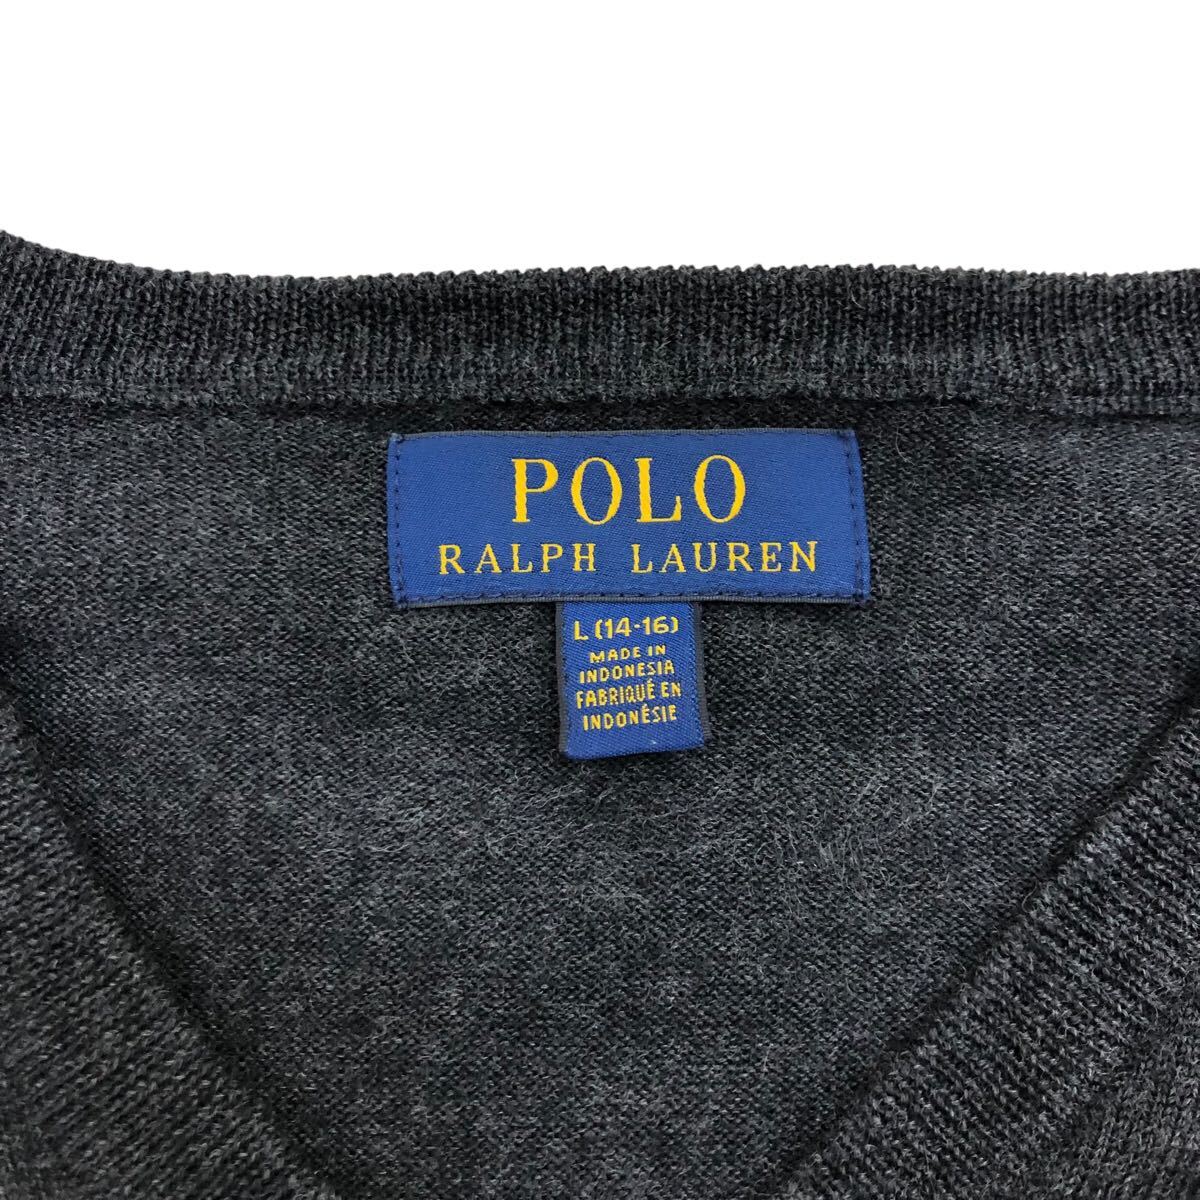 POLO
RALPH LAUREN
L (14-16)
MADE IN
INDONESIA
FABRIQUÉ EN
INDONÉSIE